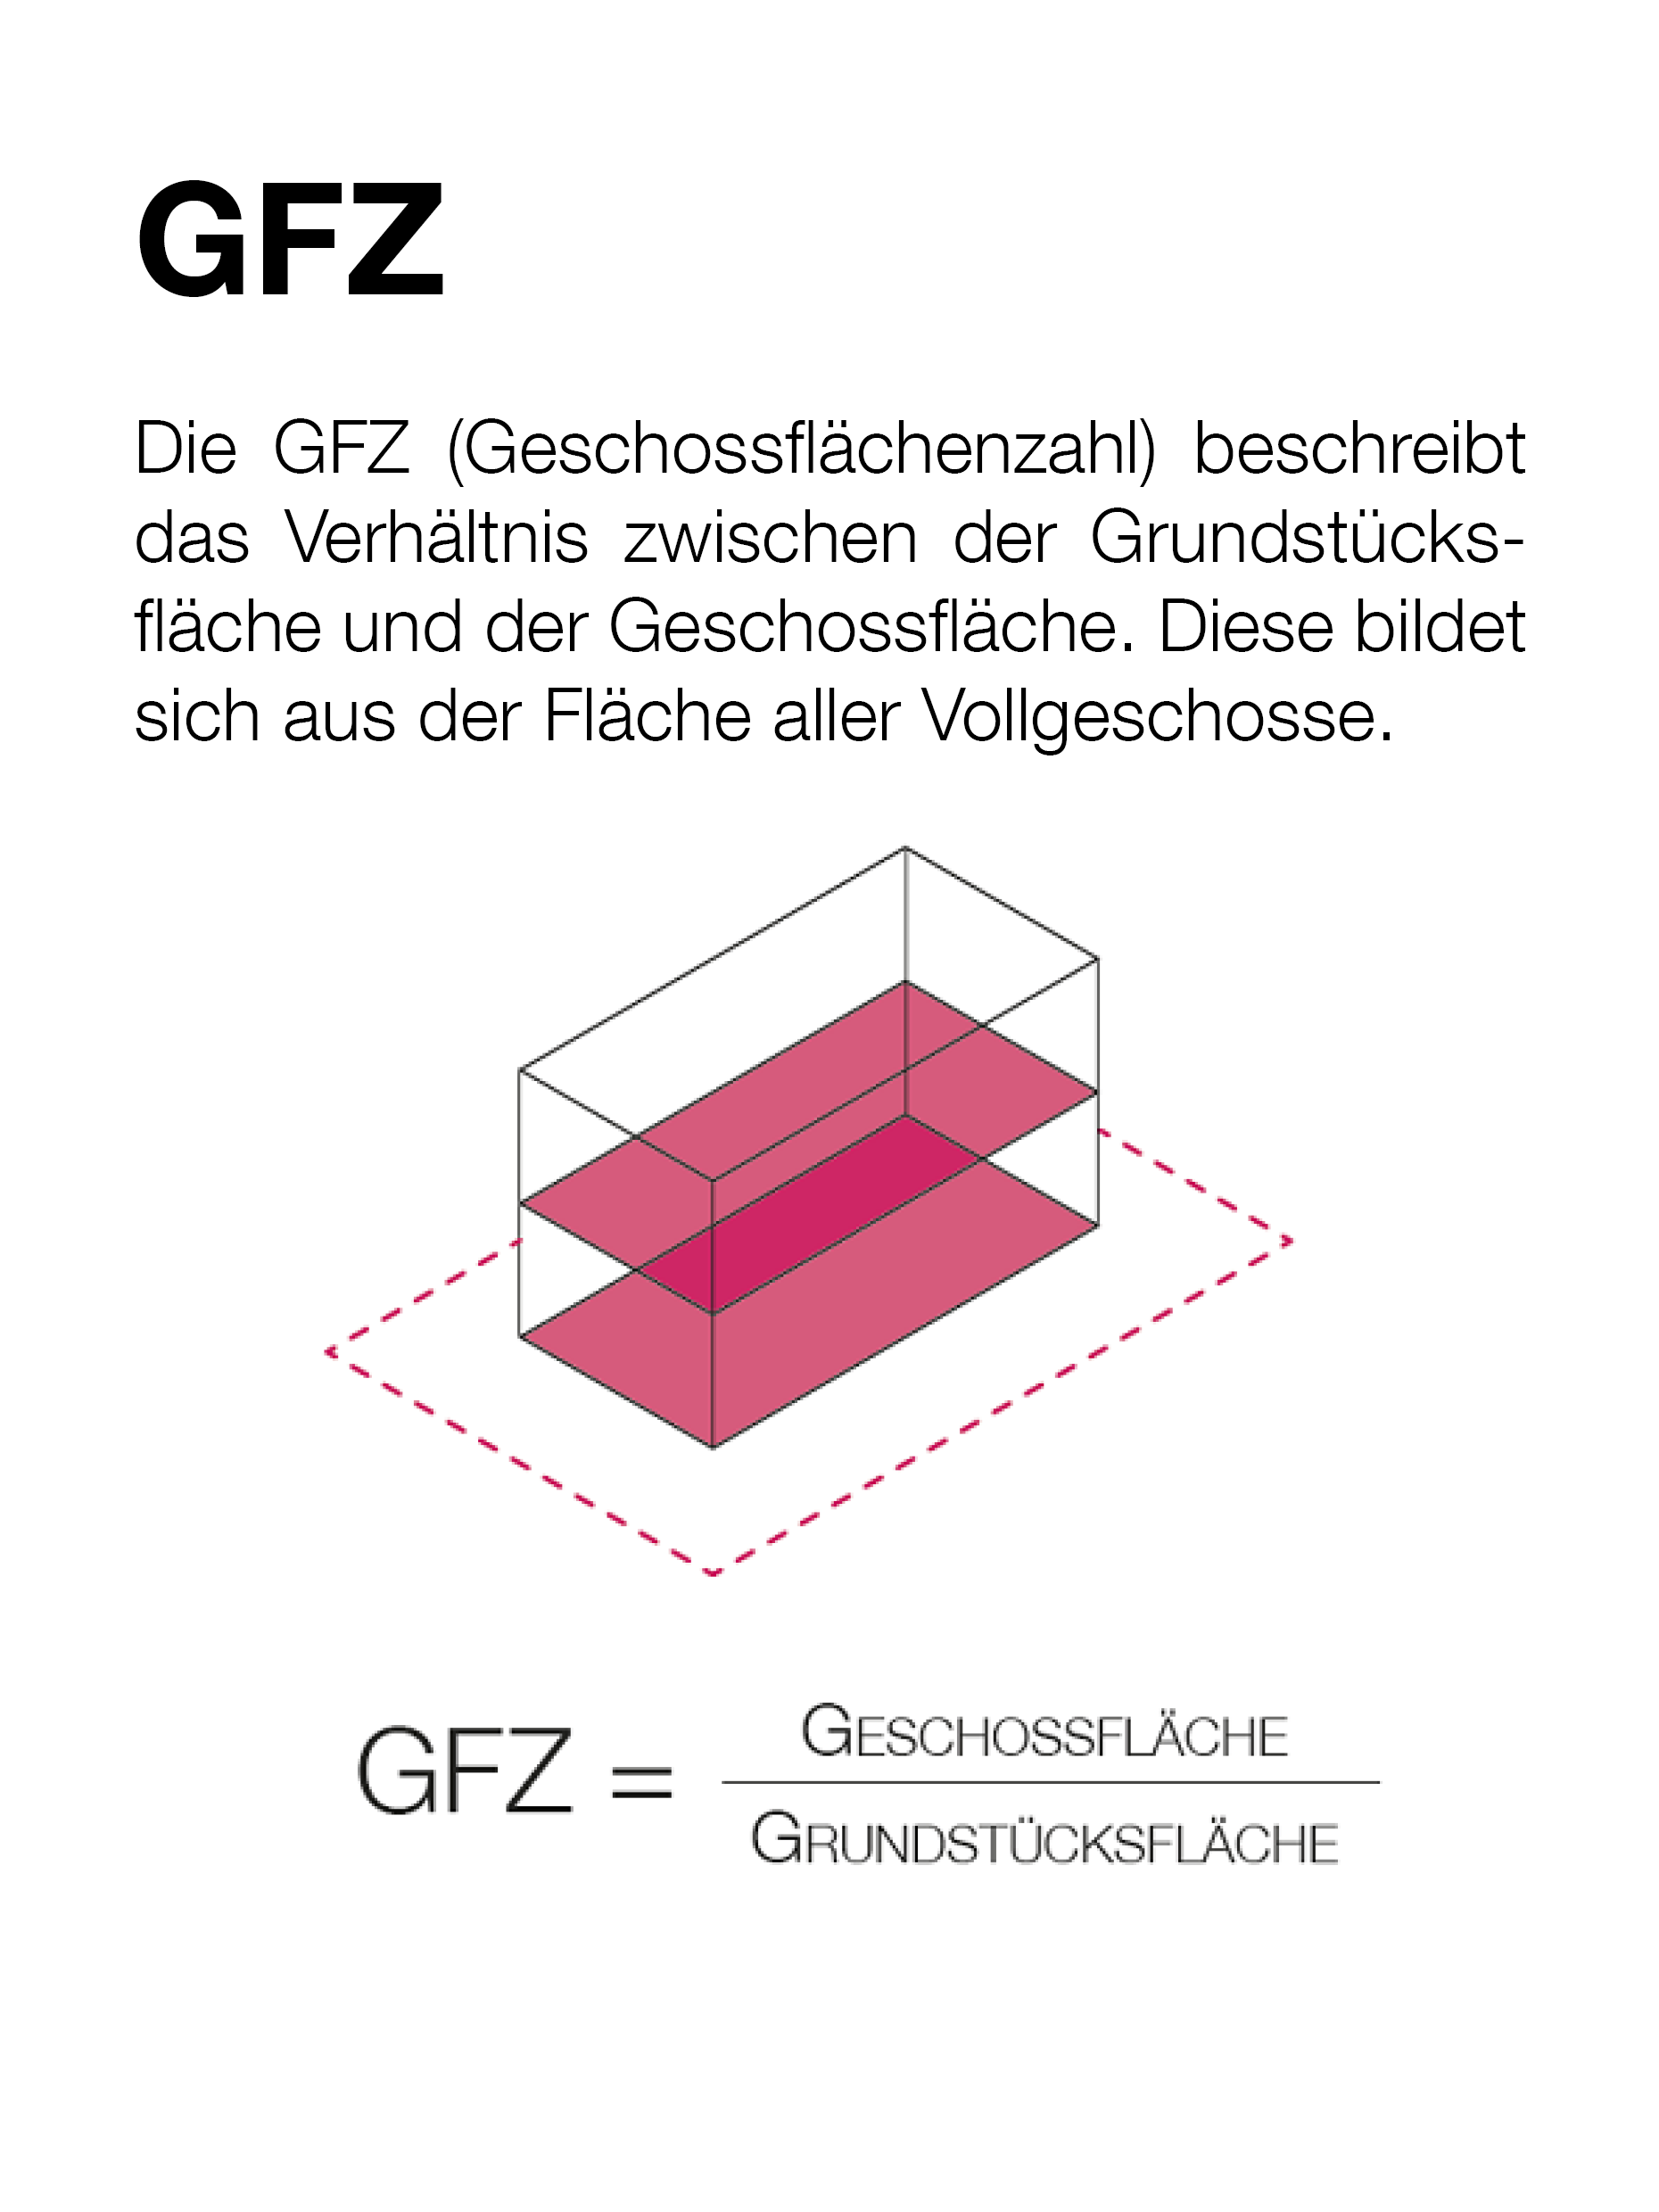 GFZ
Die GFZ (Geschossflächenzahl) beschreibt
das Verhältnis zwischen der Grundstücks-
fläche und der Geschossfläche. Diese bildet
sich aus der Fläche aller Vollgeschosse.
GFZ = GESCHOSSFLÄCHE
GRUNDSTÜCKSFLÄCHE